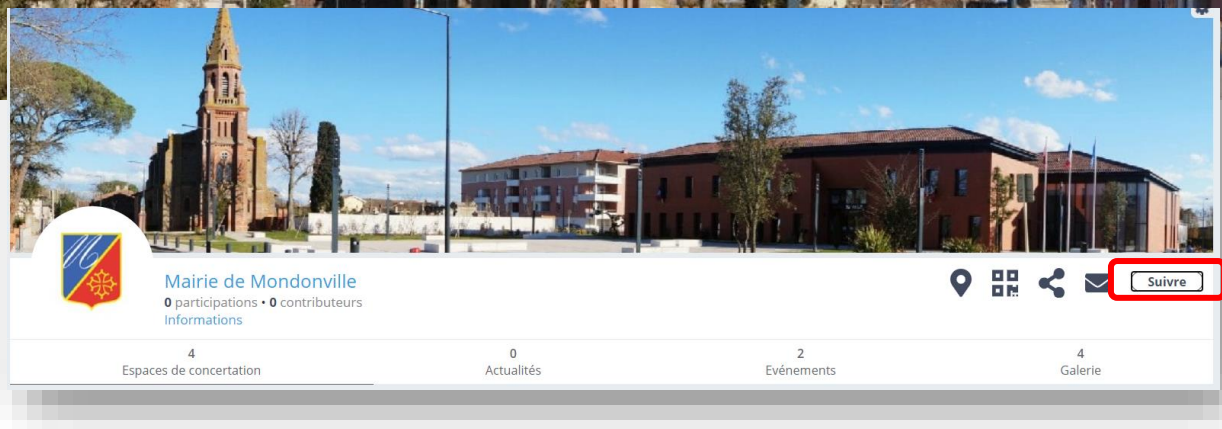 Mairie de Mondonville
0 participations • 0 contributeurs
Informations
Suivre
4
Espaces de concertation
0
Actualités
2
Evénements
4
Galerie